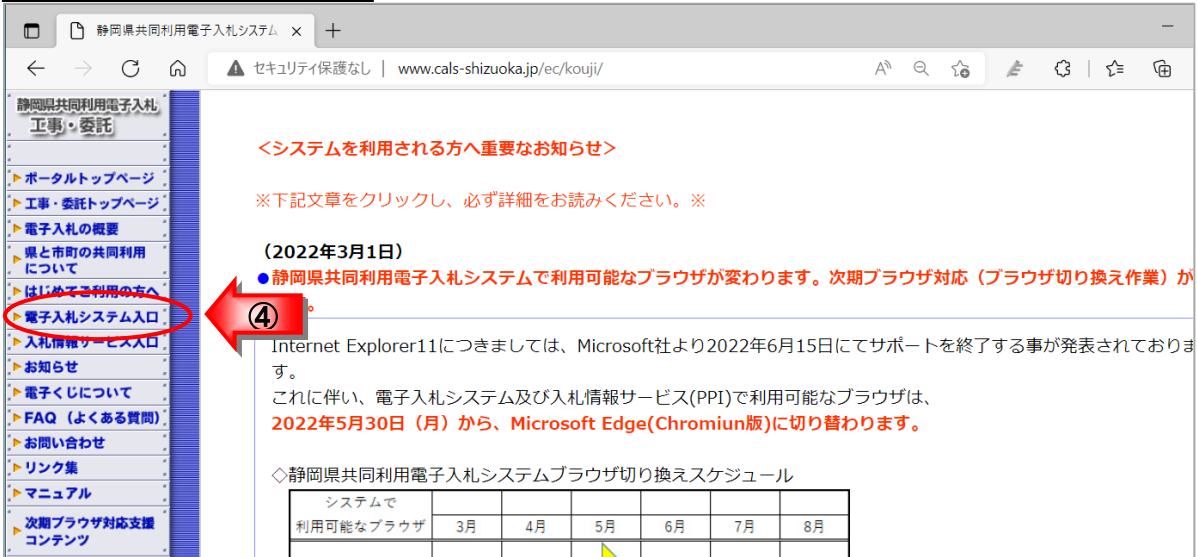 静岡県共同利用電子入札システム
セキュリティ保護なし | www.cals-shizuoka.jp/ec/kouji/
静岡県共同利用電子入札
工事・委託
ポータルトップページ
工事・委託トップページ
電子入札の概要
県と市町の共同利用
について
はじめてご利用の方へ
電子入札システム入口
入札情報サービス入口
お知らせ
電子くじについて
FAQ（よくある質問）
お問い合わせ
リンク集
マニュアル
次期ブラウザ対応支援
コンテンツ
④
＜システムを利用される方へ重要なお知らせ＞
※下記文章をクリックし、必ず詳細をお読みください。※
（2022年3月1日）
●静岡県共同利用電子入札システムで利用可能なブラウザが変わります。次期ブラウザ対応（ブラウザ切り換え作業）が
。
Internet Explorer11につきましては、Microsoft社より2022年6月15日にてサポートを終了する事が発表されておりま
す。
これに伴い、電子入札システム及び入札情報サービス(PPI)で利用可能なブラウザは、
2022年5月30日（月）から、Microsoft Edge(Chromiun版)に切り替わります。
◇静岡県共同利用電子入札システムブラウザ切り換えスケジュール
システムで
利用可能なブラウザ 3月 4月 5月 6月 7月 8月